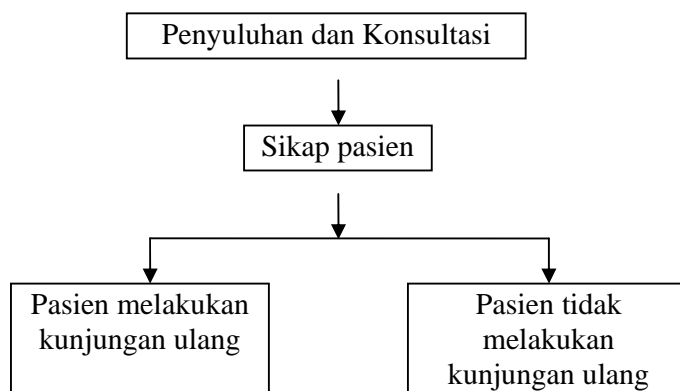 Penyuluhan dan Konsultasi
Sikap pasien
Pasien melakukan
kunjungan ulang
Pasien tidak
melakukan
kunjungan ulang